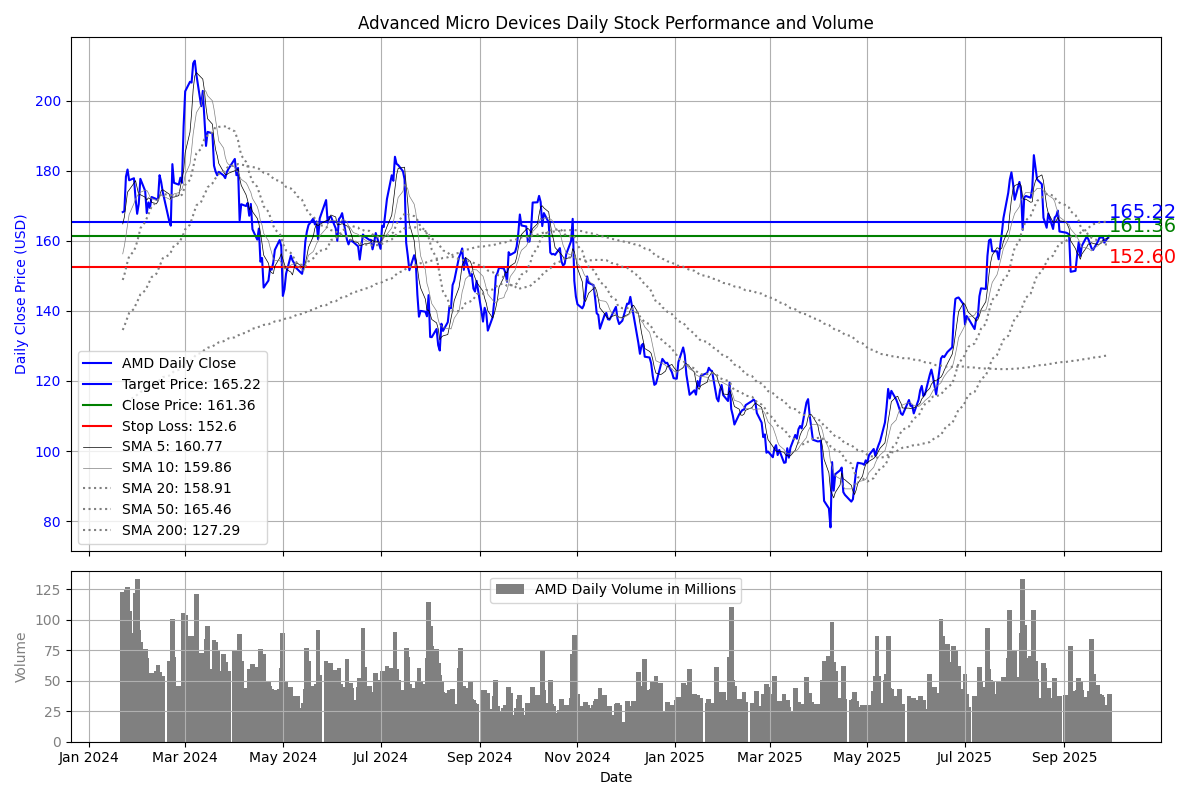 Advanced Micro Devices Daily Stock Performance and Volume
Daily Close Price (USD)
200
180
160
140
120
100
80
165.22
161.36
152.60
AMD Daily Close
Target Price: 165.22
Close Price: 161.36
Stop Loss: 152.6
SMA 5: 160.77
SMA 10: 159.86
SMA 20: 158.91
SMA 50: 165.46
SMA 200: 127.29
Volume
125
100
75
50
25
0
AMD Daily Volume in Millions
Jan 2024 Mar 2024 May 2024 Jul 2024 Sep 2024 Nov 2024 Jan 2025 Mar 2025 May 2025 Jul 2025 Sep 2025
Date